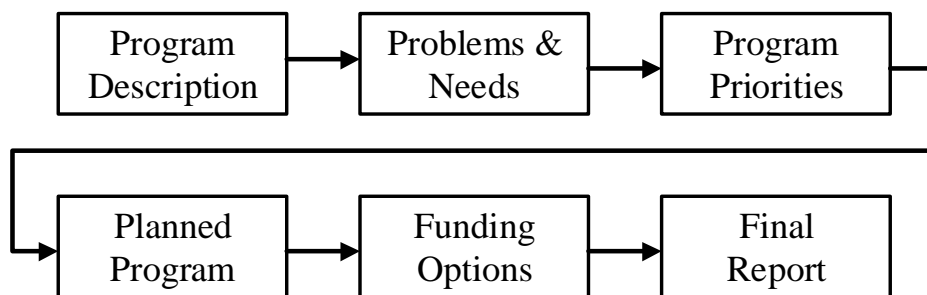 Program
Description
Problems &
Needs
Program
Priorities
Planned
Program
Funding
Options
Final
Report